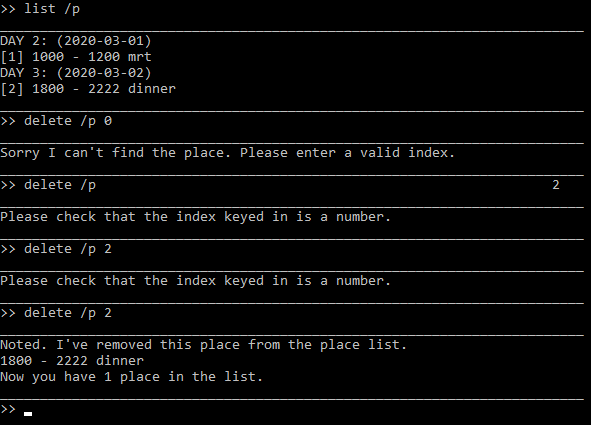 >> list /p
DAY 2: (2020-03-01)
[1] 1000 - 1200 mrt
DAY 3: (2020-03-02)
[2] 1800 - 2222 dinner
>> delete /p 0
Sorry I can't find the place. Please enter a valid index.
>> delete /p                                                         2
Please check that the index keyed in is a number.
>> delete /p 2
Please check that the index keyed in is a number.
>> delete /p 2
Noted. I've removed this place from the place list.
1800 - 2222 dinner
Now you have 1 place in the list.
>>